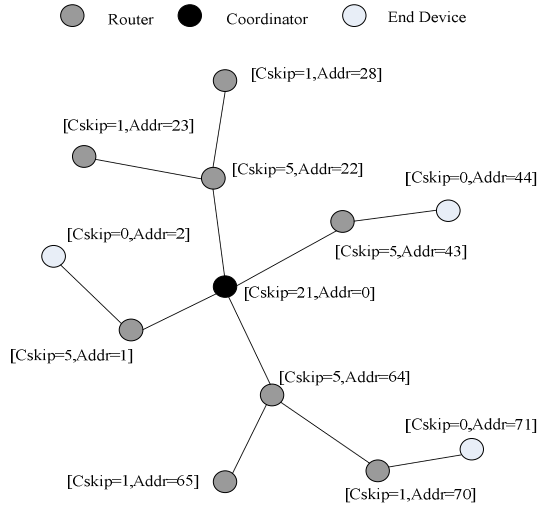 Router Coordinator End Device
[Cskip=1,Addr=28]
[Cskip=1,Addr=23]
[Cskip=5,Addr=22]
[Cskip=0,Addr=44]
[Cskip=0,Addr=2]
[Cskip=5,Addr=43]
[Cskip=21,Addr=0]
[Cskip=5,Addr=1]
[Cskip=5,Addr=64]
[Cskip=0,Addr=71]
[Cskip=1,Addr=65]
[Cskip=1,Addr=70]